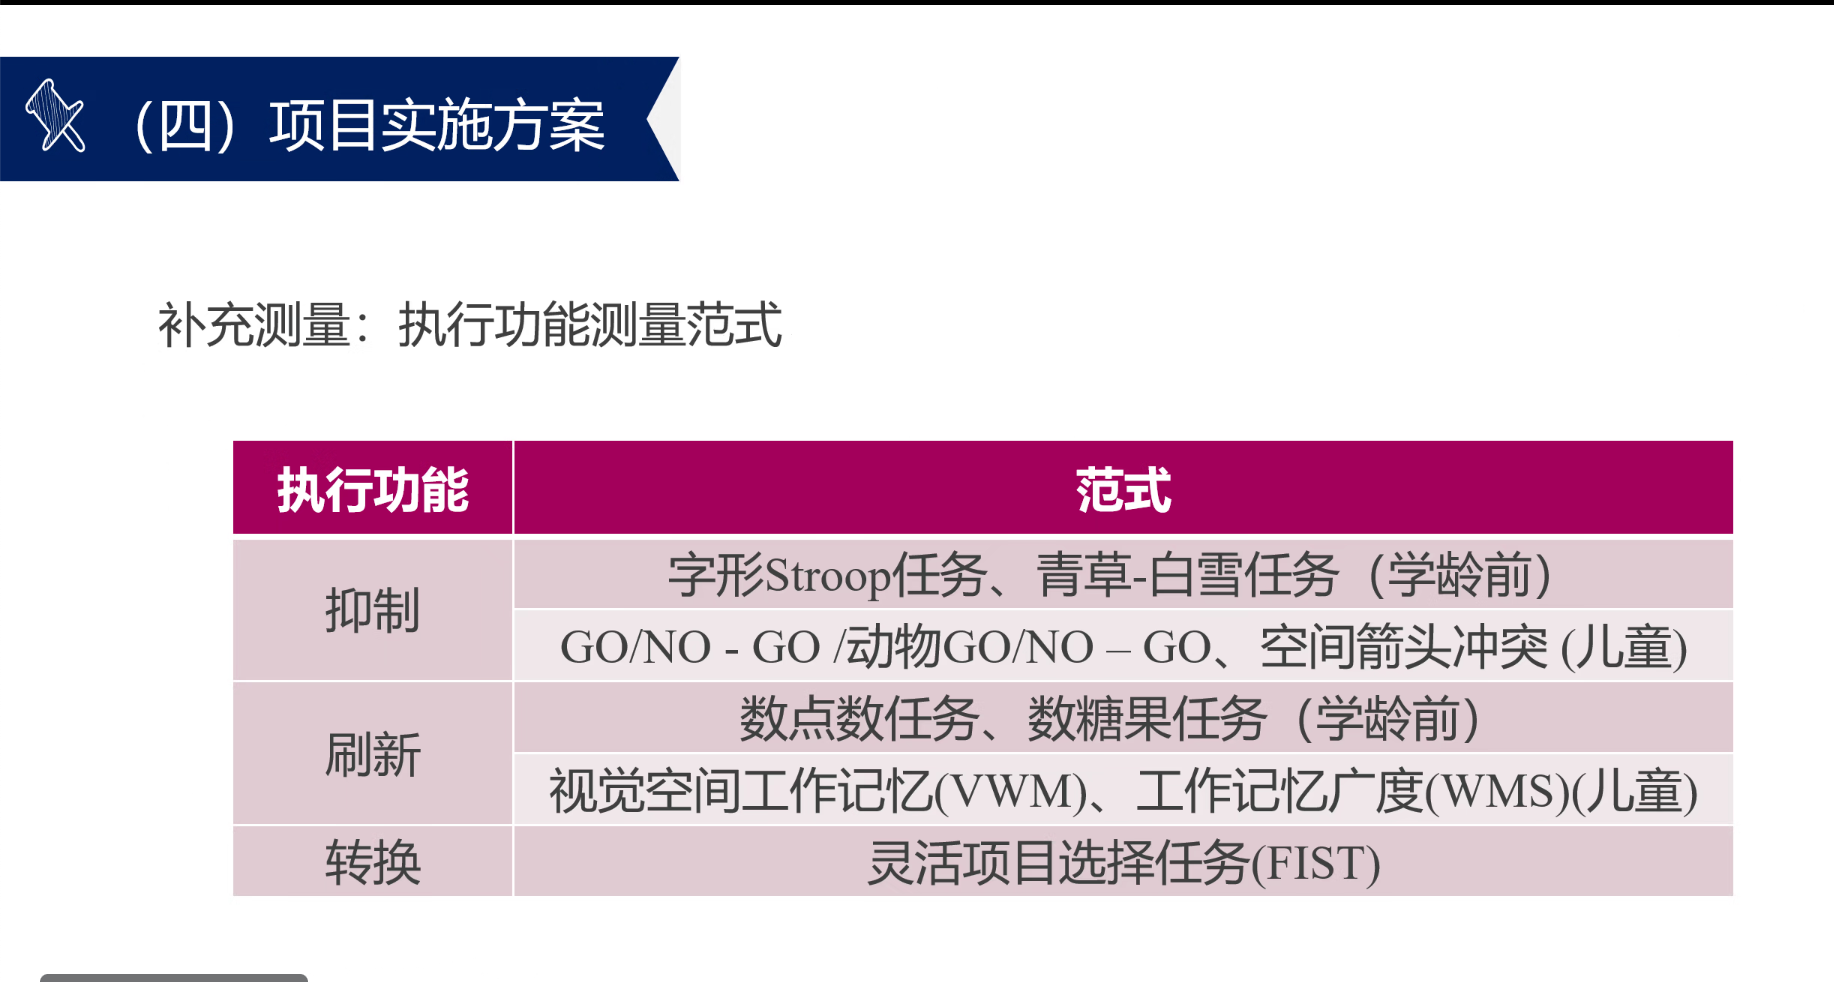 （四）项目实施方案
补充测量：执行功能测量范式
执行功能 范式
抑制
字形Stroop任务、青草-白雪任务（学龄前）
GO/NO - GO /动物GO/NO – GO、空间箭头冲突 (儿童)
刷新
数点数任务、数糖果任务（学龄前）
视觉空间工作记忆(VWM)、工作记忆广度(WMS)(儿童)
转换 灵活项目选择任务(FIST)